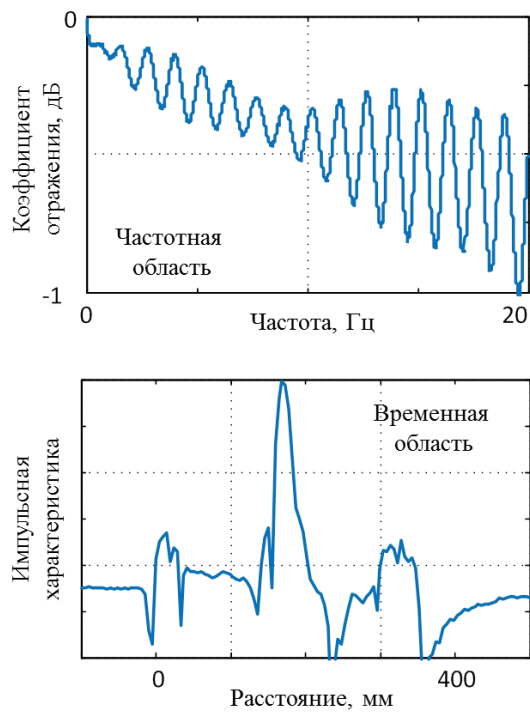 0
Коэффициент
отражения, дБ
Частотная
область
-1
0
20
Частота, Гц
Временная
область
Импульсная
характеристика
0
400
Расстояние, мм